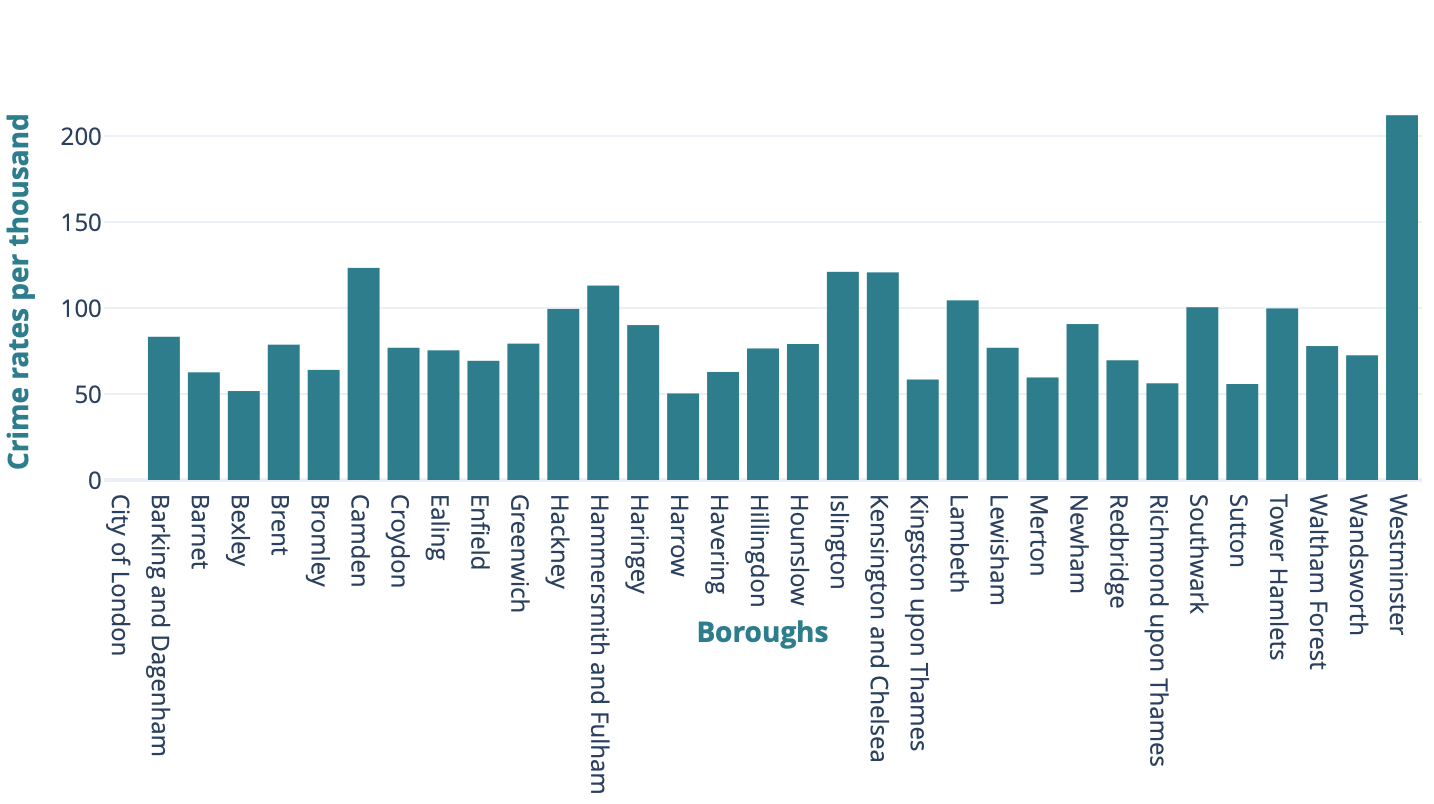 Crime rates per thousand
200
150
100
50
0
City of London
Barking and Dagenham
Barnet
Bexley
Brent
Bromley
Camden
Croydon
Ealing
Enfield
Greenwich
Hackney
Hammersmith and Fulham
Haringey
Harrow
Havering
Hillingdon
Hounslow
Islington
Kensington and Chelsea
Kingston upon Thames
Lambeth
Lewisham
Merton
Newham
Redbridge
Richmond upon Thames
Southwark
Sutton
Tower Hamlets
Waltham Forest
Wandsworth
Westminster
Boroughs